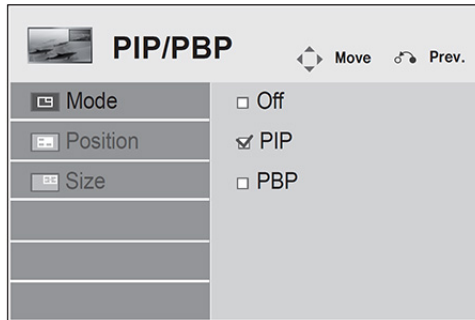 PIP/PBP
Move Prev.
Mode
Off
Position
PIP
Size
PBP